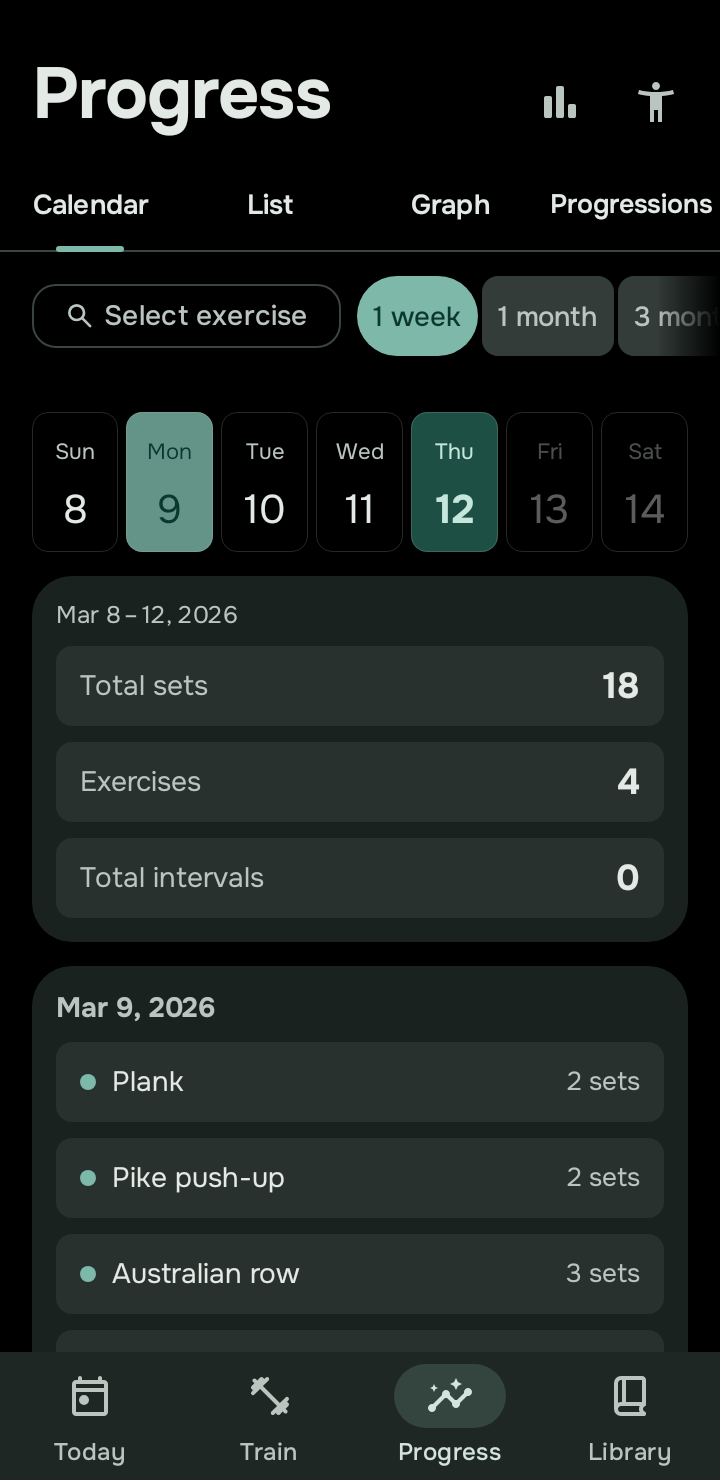 Progress
Calendar List Graph Progressions
Select exercise 1 week 1 month 3 mon
Sun Mon Tue Wed Thu Fri Sat
8 9 10 11 12 13 14
Mar 8 – 12, 2026
Total sets 18
Exercises 4
Total intervals 0
Mar 9, 2026
Plank 2 sets
Pike push-up 2 sets
Australian row 3 sets
Today Train Progress Library